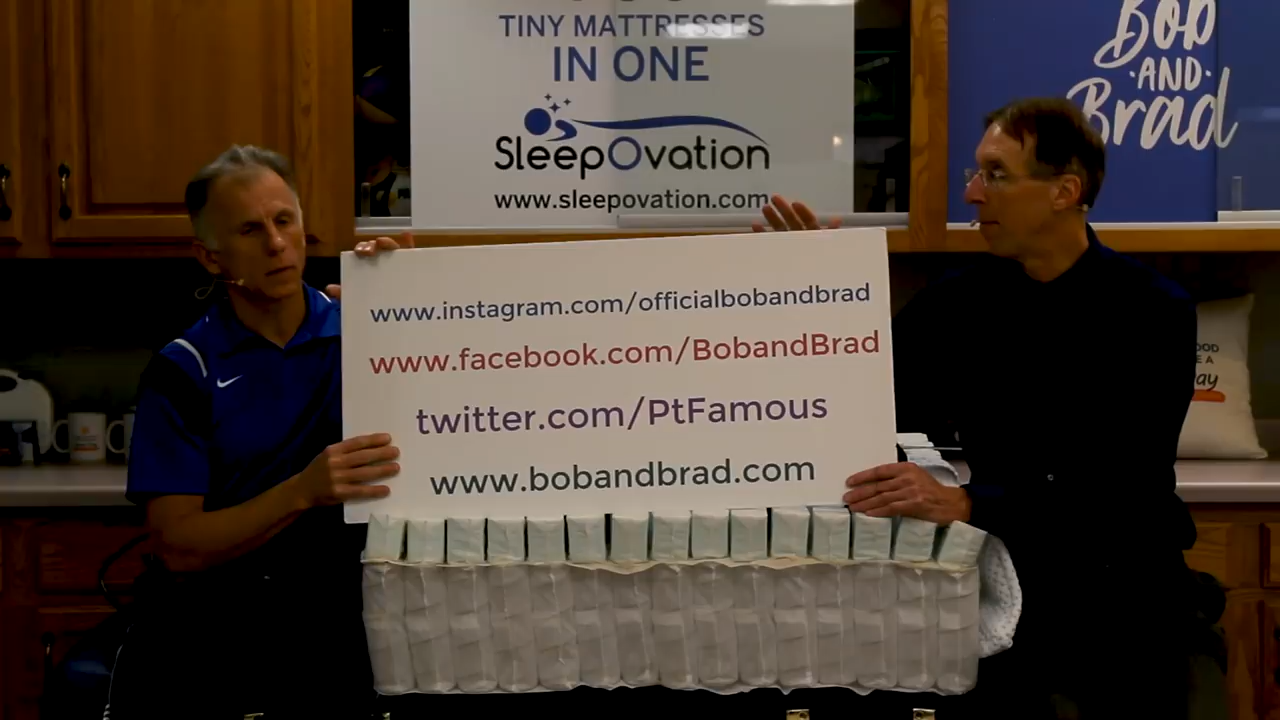 TINY MATTRESSES
IN ONE
SleepOvation
www.sleepovation.com
Bob
·AND·
Brad
www.instagram.com/officialbobandbrad
www.facebook.com/BobandBrad
twitter.com/PtFamous
www.bobandbrad.com